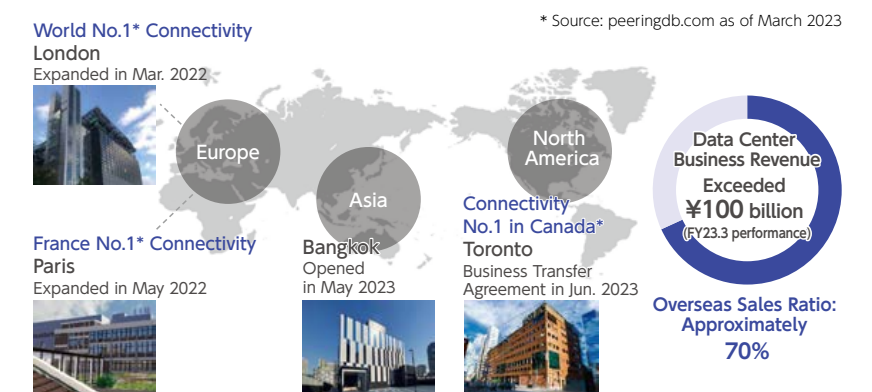 * Source: peeringdb.com as of March 2023
World No.1* Connectivity
London
Expanded in Mar. 2022
Europe
France No.1* Connectivity
Paris
Expanded in May 2022
Asia
Bangkok
Opened
in May 2023
North
America
Connectivity
No.1 in Canada*
Toronto
Business Transfer
Agreement in Jun. 2023
Data Center
Business Revenue
Exceeded
¥100 billion
(FY23.3 performance)
Overseas Sales Ratio:
Approximately
70%